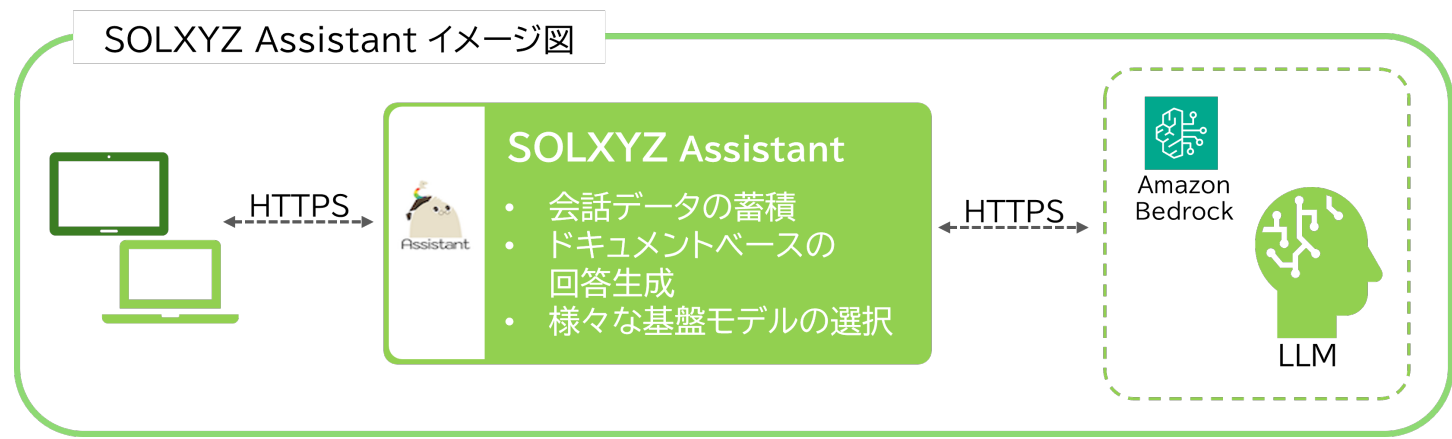 SOLXYZ Assistant イメージ図
HTTPS
Assistant
SOLXYZ Assistant
• 会話データの蓄積
• ドキュメントベースの
回答生成
• 様々な基盤モデルの選択
HTTPS
Amazon
Bedrock
LLM